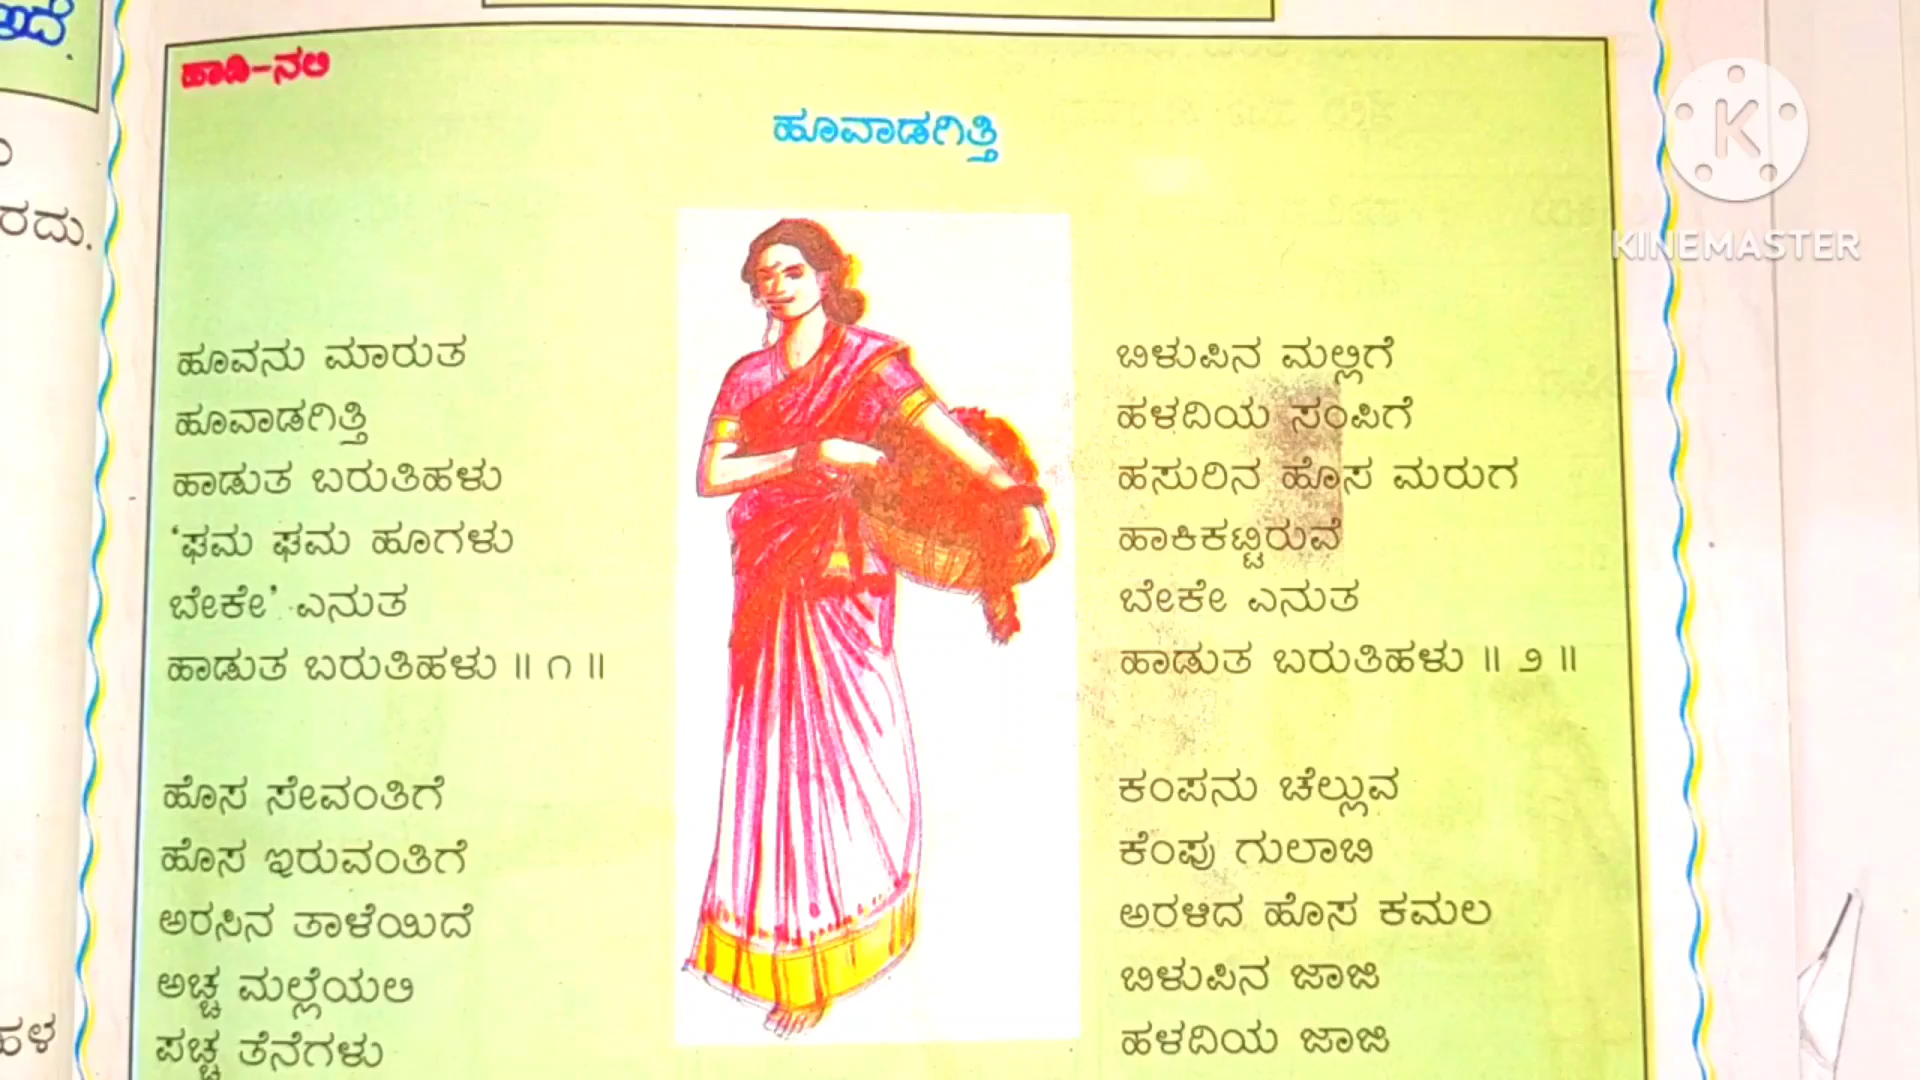 ಹಾಡಿ-ನಲಿ
ಹೂವಾಡಗಿತ್ತಿ
ಹೂವನು ಮಾರುತ
ಹೂವಾಡಗಿತ್ತಿ
ಹಾಡುತ ಬರುತಿಹಳು
‘ಘಮ ಘಮ ಹೂಗಳು
ಬೇಕೇ’ ಎನುತ
ಹಾಡುತ ಬರುತಿಹಳು ॥ ೧ ॥
ಹೊಸ ಸೇವಂತಿಗೆ
ಹೊಸ ಇರುವಂತಿಗೆ
ಅರಸಿನ ತಾಳೆಯಿದೆ
ಅಚ್ಚ ಮಲ್ಲೆಯಲಿ
ಪಚ್ಚ ತೆನೆಗಳು
ಬಿಳುಪಿನ ಮಲ್ಲಿಗೆ
ಹಳದಿಯ ಸಂಪಿಗೆ
ಹಸುರಿನ ಹೊಸ ಮರುಗ
ಹಾಕಿಕಟ್ಟಿರುವೆ
ಬೇಕೇ ಎನುತ
ಹಾಡುತ ಬರುತಿಹಳು ॥ ೨ ॥
ಕಂಪನು ಚೆಲ್ಲುವ
ಕೆಂಪು ಗುಲಾಬಿ
ಅರಳಿದ ಹೊಸ ಕಮಲ
ಬಿಳುಪಿನ ಜಾಜಿ
ಹಳದಿಯ ಜಾಜಿ
KINEMASTER